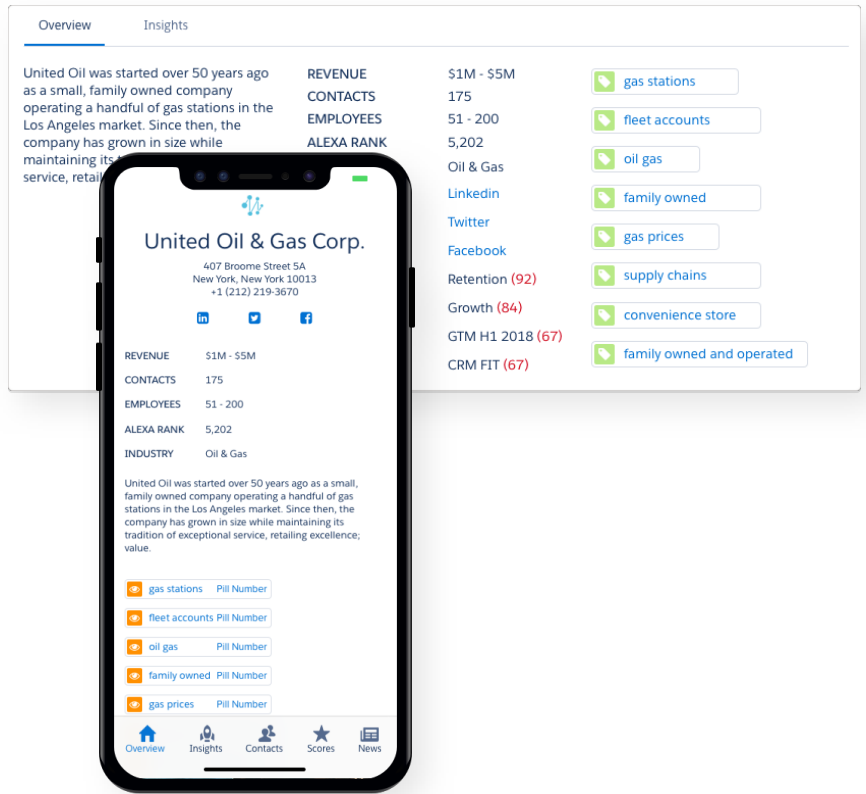 Overview
Insights
United Oil was started over 50 years ago
as a small, family owned company
operating a handful of gas stations in the
Los Angeles market. Since then, the
company has grown in size while
maintaining its
service, retail
REVENUE $1M - $5M
CONTACTS 175
EMPLOYEES 51 - 200
ALEXA RANK 5,202
Oil & Gas
Linkedin
Twitter
Facebook
Retention (92)
Growth (84)
GTM H1 2018 (67)
CRM FIT (67)
gas stations
fleet accounts
oil gas
family owned
gas prices
supply chains
convenience store
family owned and operated
United Oil & Gas Corp.
407 Broome Street 5A
New York, New York 10013
+1 (212) 219-3670
in
REVENUE $1M - $5M
CONTACTS 175
EMPLOYEES 51 - 200
ALEXA RANK 5,202
INDUSTRY Oil & Gas
United Oil was started over 50 years ago as a small,
family owned company operating a handful of gas
stations in the Los Angeles market. Since then, the
company has grown in size while maintaining its
tradition of exceptional service, retailing excellence;
value.
gas stations Pill Number
fleet accounts Pill Number
oil gas Pill Number
family owned Pill Number
gas prices Pill Number
Overview
Insights
Contacts
Scores
News